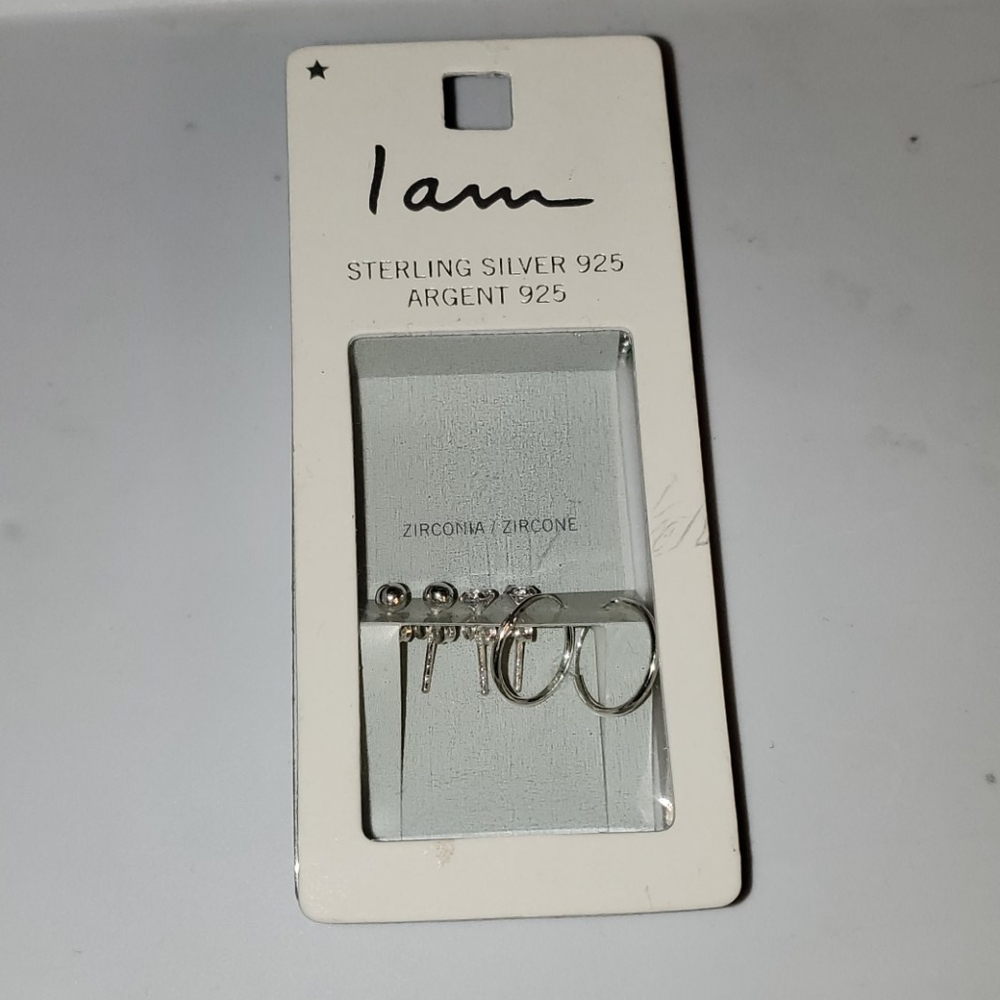 I am
STERLING SILVER 925
ARGENT 925
ZIRCONIA / ZIRCONE